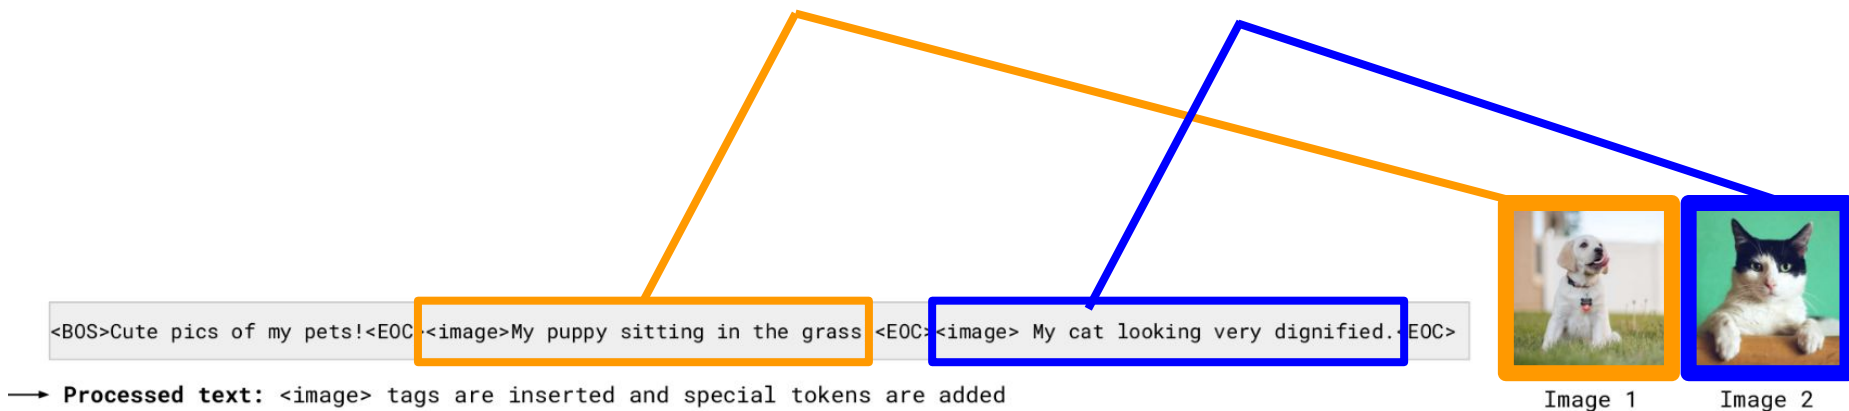 <BOS>Cute pics of my pets!<EOC><image>My puppy sitting in the grass <EOC><image> My cat looking very dignified.<EOC>
→ Processed text: <image> tags are inserted and special tokens are added
Image 1
Image 2